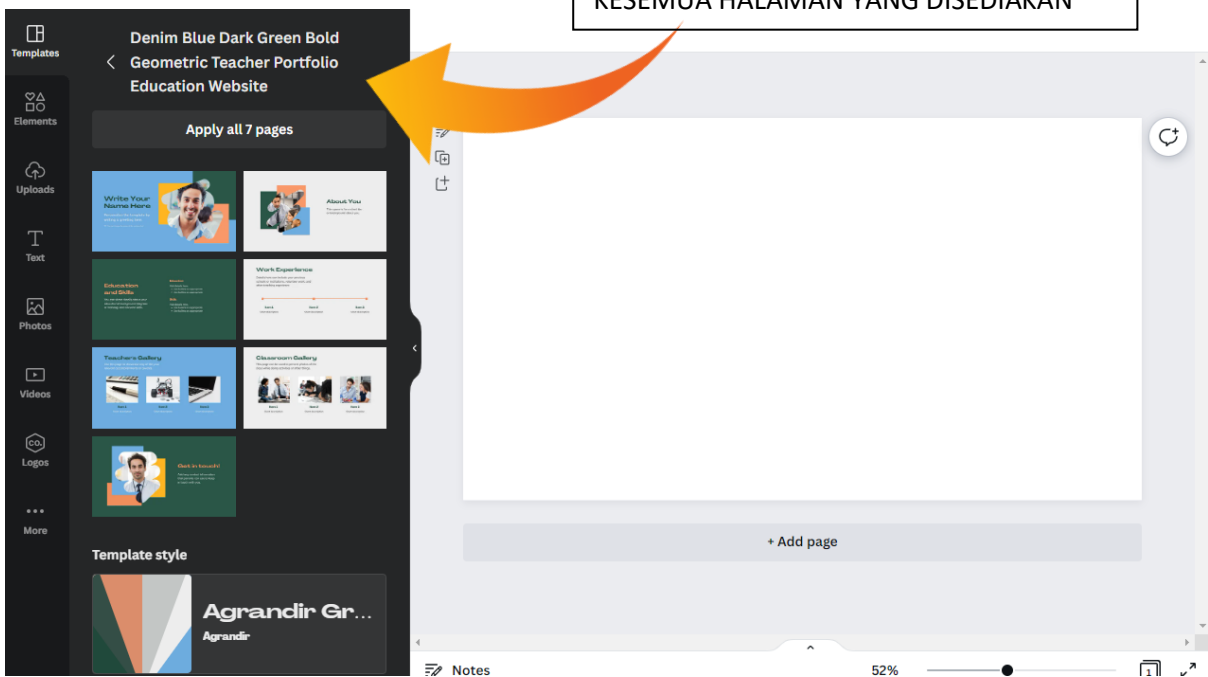 KESEMUA HALAMAN YANG DISEDIAKAN
Templates
Elements
Uploads
Text
Photos
Videos
CO.
Logos
More
Denim Blue Dark Green Bold
Geometric Teacher Portfolio
Education Website
Apply all 7 pages
Write Your
Name Here
About You
Education
and Skills
Work Experience
Teachers Gallery
Classroom Gallery
Get in touch!
Template style
Agrandir Gr...
Agrandir
+ Add page
Notes
52%
1